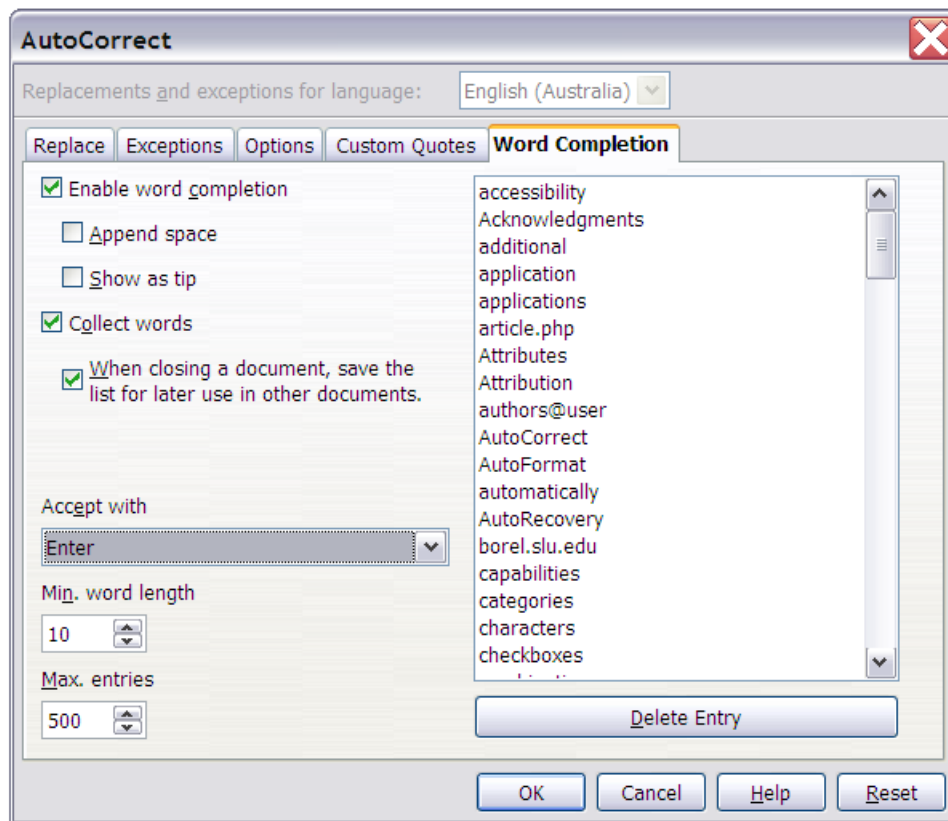 AutoCorrect
Replacements and exceptions for language:
English (Australia)
Replace
Exceptions
Options
Custom Quotes
Word Completion
Enable word completion
Append space
Show as tip
Collect words
When closing a document, save the
list for later use in other documents.
Accept with
Enter
Min. word length
10
Max. entries
500
accessibility
Acknowledgments
additional
application
applications
article.php
Attributes
Attribution
authors@user
AutoCorrect
AutoFormat
automatically
AutoRecovery
borel.slu.edu
capabilities
categories
characters
checkboxes
Delete Entry
OK
Cancel
Help
Reset